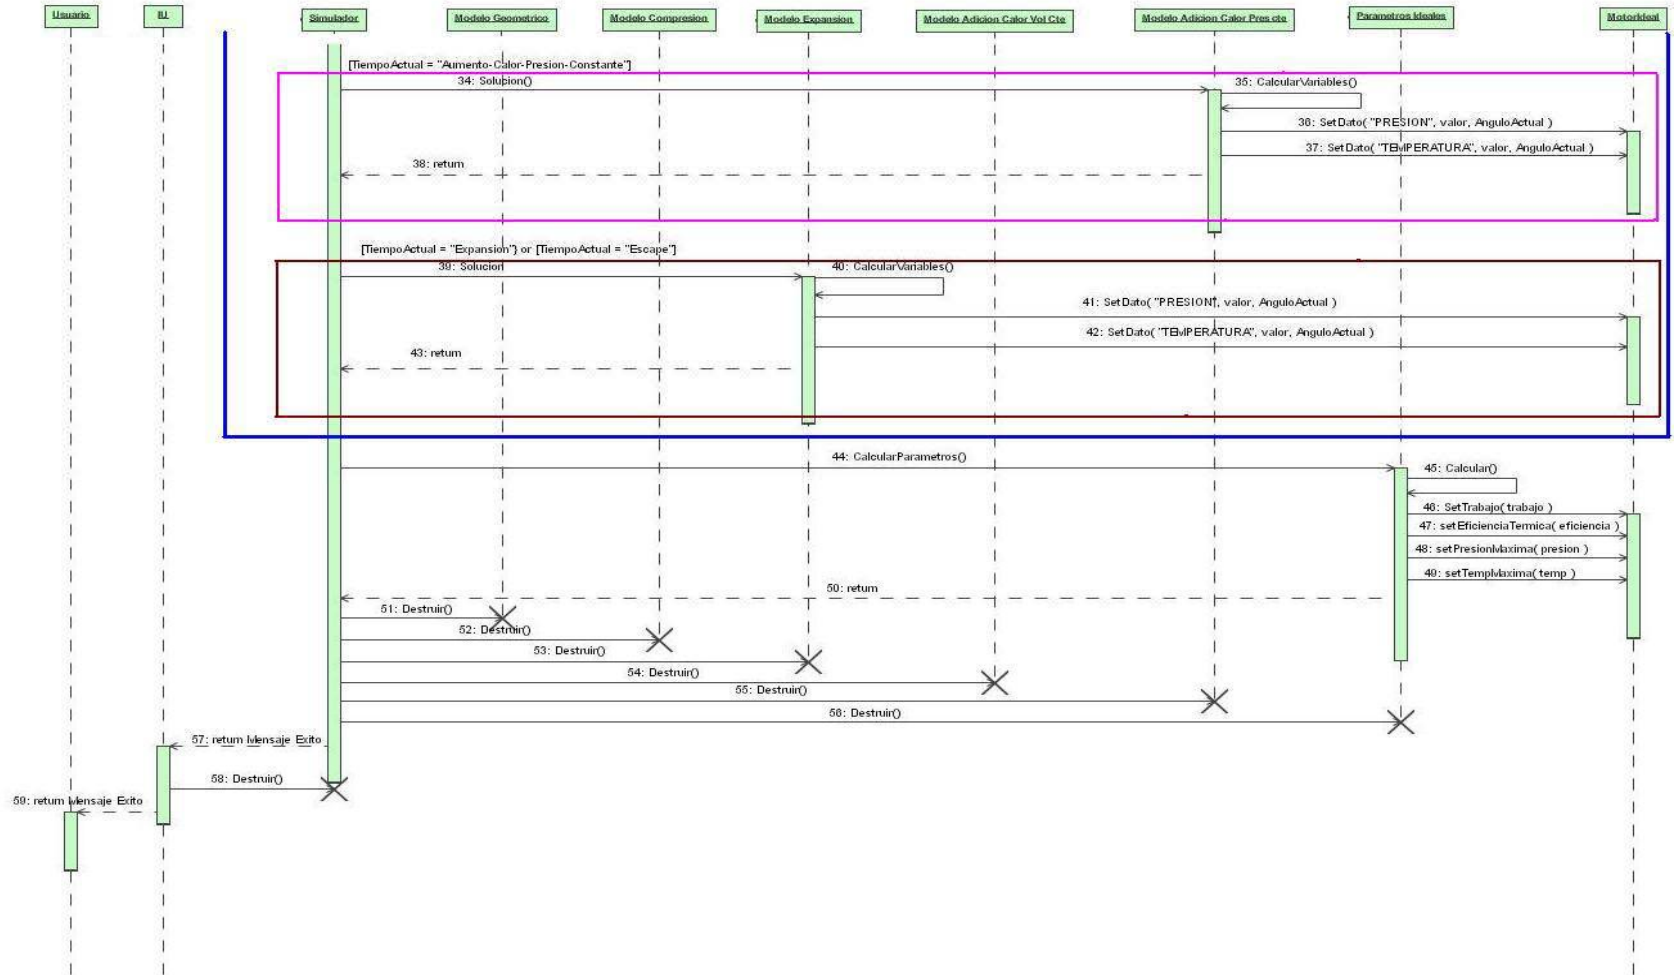 Usuario
IU
Simulador
Modelo Geometrico
Modelo Compresion
Modelo Expansion
Modelo Adicion Calor Vol Cte
Modelo Adicion Calor Pres cte
Parametros Ideales
MotorIdeal
[TiempoActual = "Aumento-Calor-Presion-Constante"]
34: Solucion()
35: CalcularVariables()
36: SetDato( "PRESION", valor, AnguloActual )
37: SetDato( "TEMPERATURA", valor, AnguloActual )
38: return
[TiempoActual = "Expansion"} or [TiempoActual = "Escape"]
39: Solucion
40: CalcularVariables()
41: SetDato( "PRESION", valor, AnguloActual )
42: SetDato( "TEMPERATURA", valor, AnguloActual )
43: return
44: CalcularParametros()
45: Calcular()
46: SetTrabajo( trabajo )
47: setEficienciaTermica( eficiencia )
48: setPresionMaxima( presion )
49: setTempMaxima( temp )
50: return
51: Destruir()
52: Destruir()
53: Destruir()
54: Destruir()
55: Destruir()
56: Destruir()
57: return Mensaje Exito
58: Destruir()
59: return Mensaje Exito